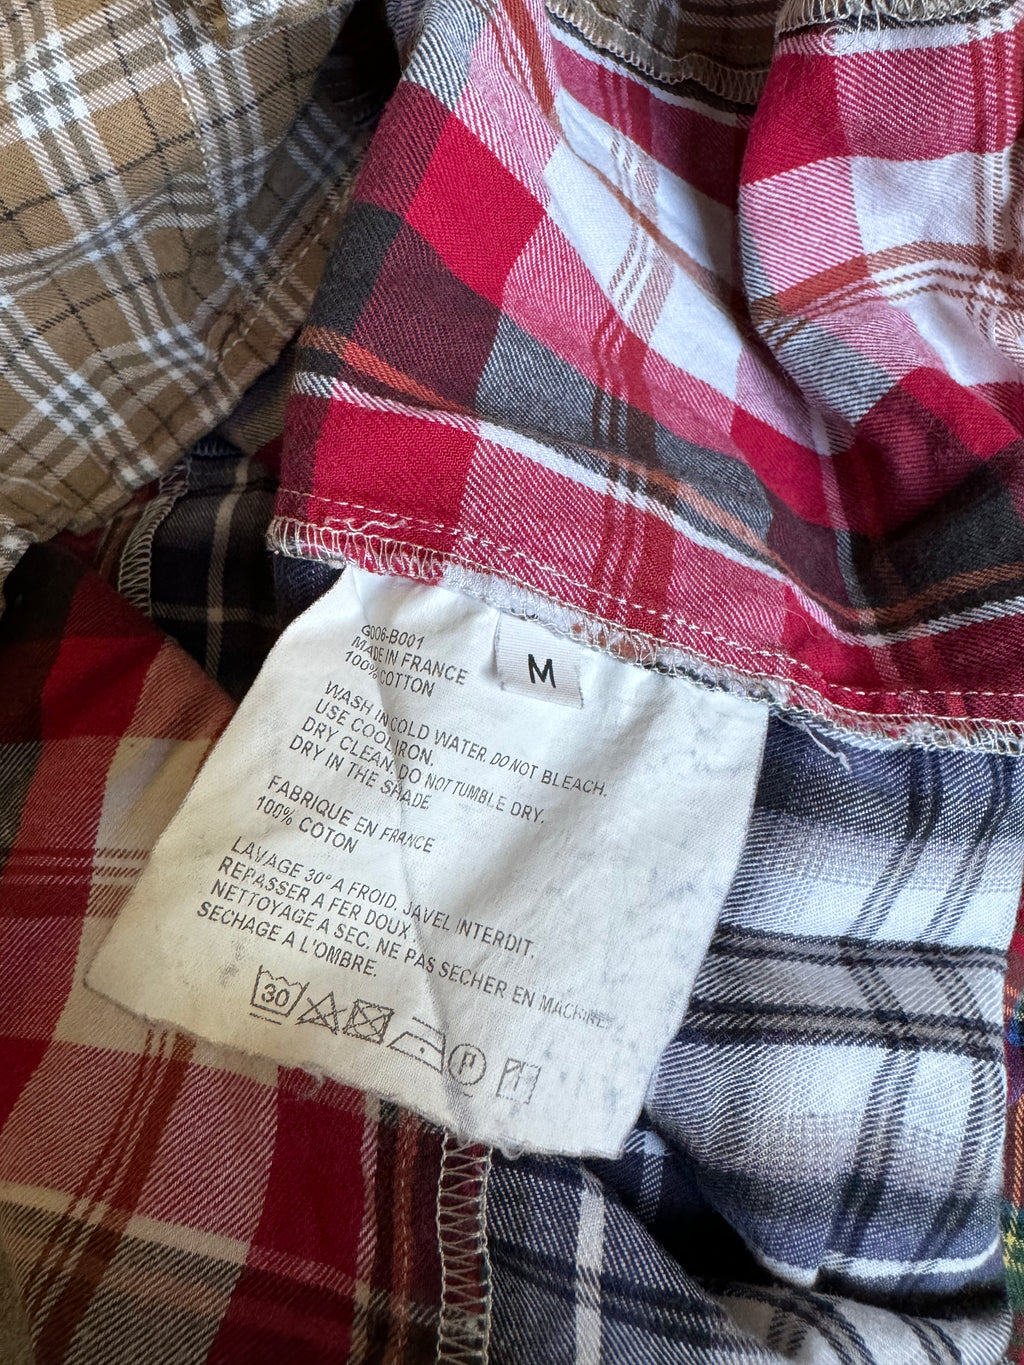 G006-B001
MADE IN FRANCE
100% COTTON
M
WASH IN COLD WATER. DO NOT BLEACH.
USE COOL IRON.
DRY CLEAN. DO NOT TUMBLE DRY.
DRY IN THE SHADE
FABRIQUE EN FRANCE
100% COTON
LAVAGE 30° A FROID. JAVEL INTERDIT.
REPASSER A FER DOUX.
NETTOYAGE A SEC. NE PAS SECHER EN MACHINE
SECHAGE A L'OMBRE.
30 P